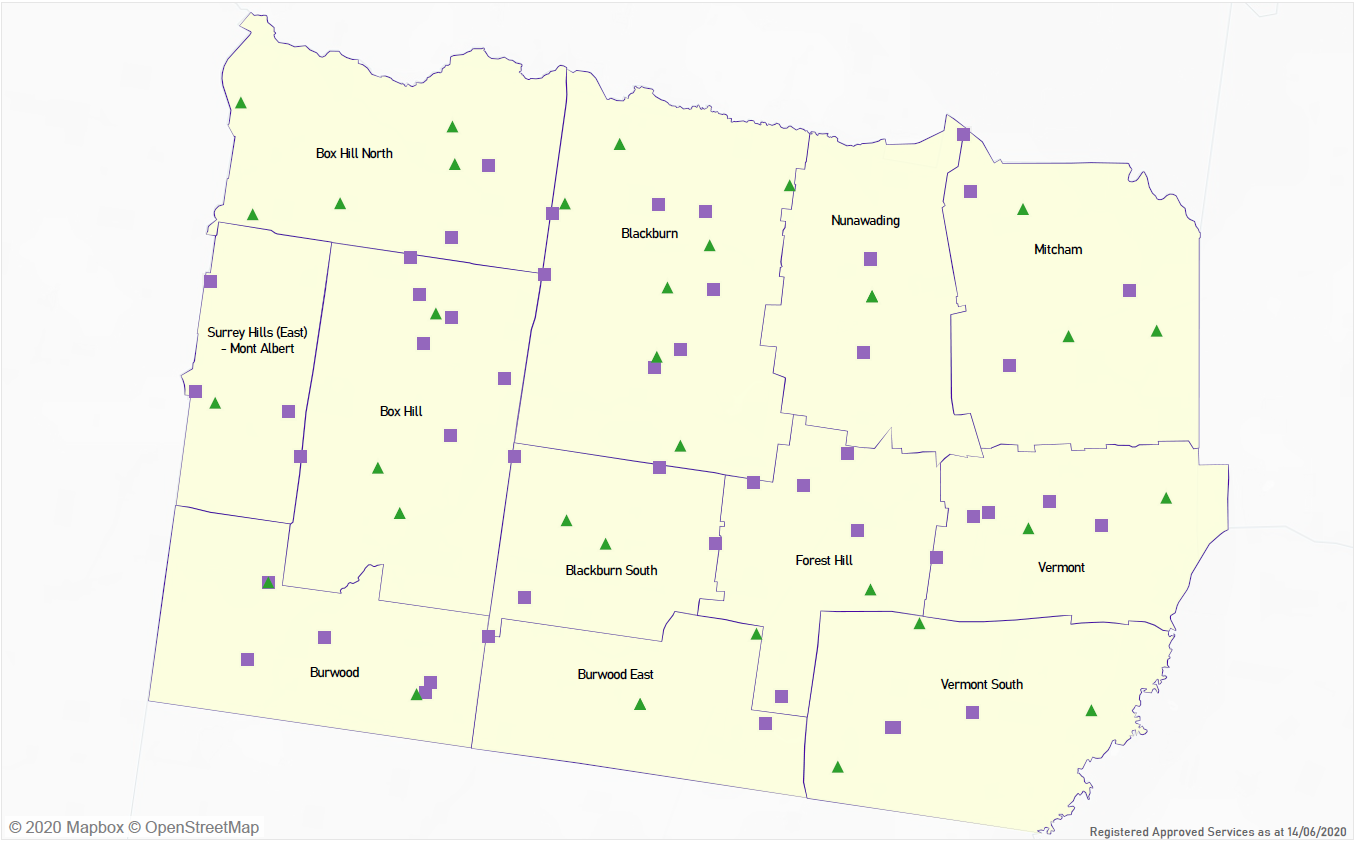 Box Hill North
Blackburn
Nunawading
Mitcham
Surrey Hills (East)
- Mont Albert
Box Hill
Blackburn South
Forest Hill
Vermont
Burwood
Burwood East
Vermont South
© 2020 Mapbox © OpenStreetMap
Registered Approved Services as at 14/06/2020